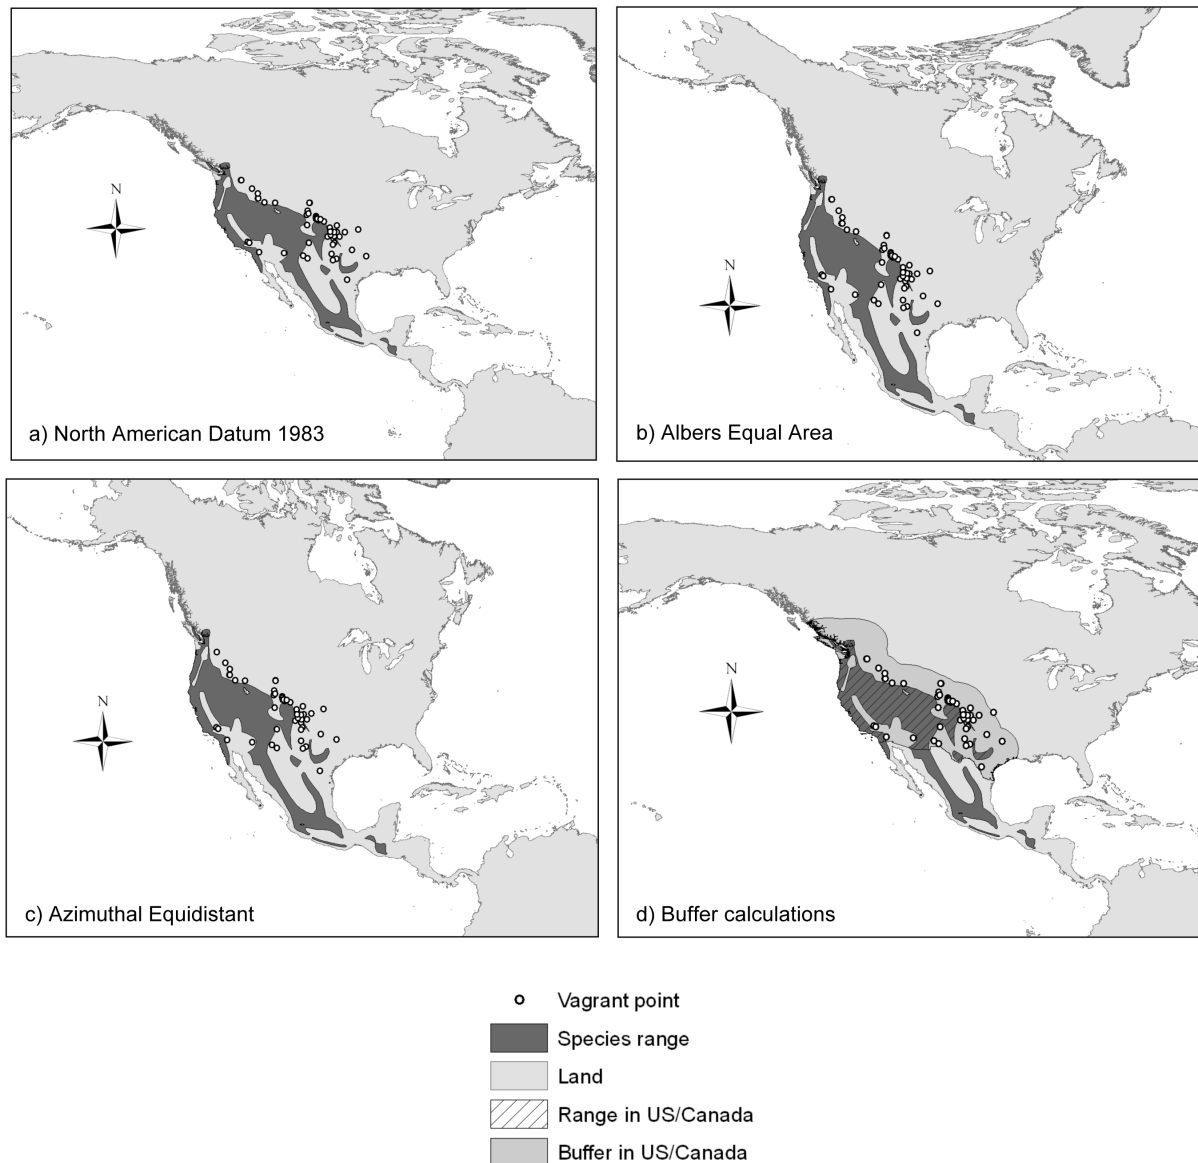 N
a) North American Datum 1983
N
b) Albers Equal Area
N
c) Azimuthal Equidistant
N
d) Buffer calculations
Vagrant point
Species range
Land
Range in US/Canada
Buffer in US/Canada